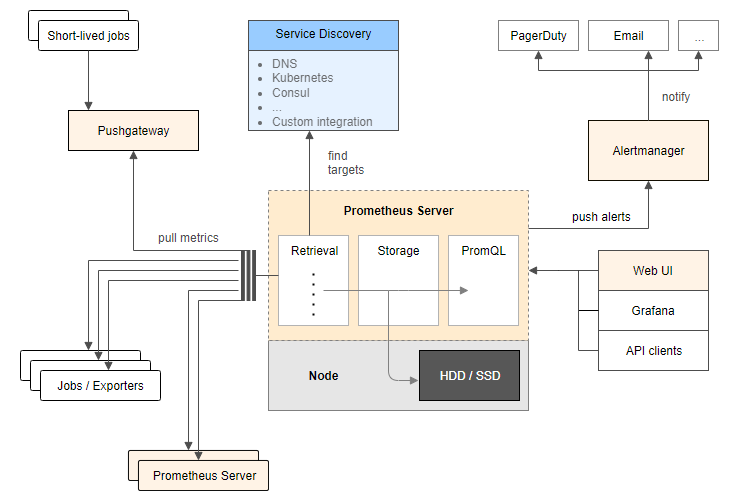 Short-lived jobs
Service Discovery
• DNS
• Kubernetes
• Consul
• ...
• Custom integration
PagerDuty
Email
...
notify
Pushgateway
Alertmanager
find
targets
Prometheus Server
push alerts
pull metrics
Retrieval
Storage
PromQL
Web UI
Grafana
API clients
Jobs / Exporters
Node
HDD / SSD
Prometheus Server